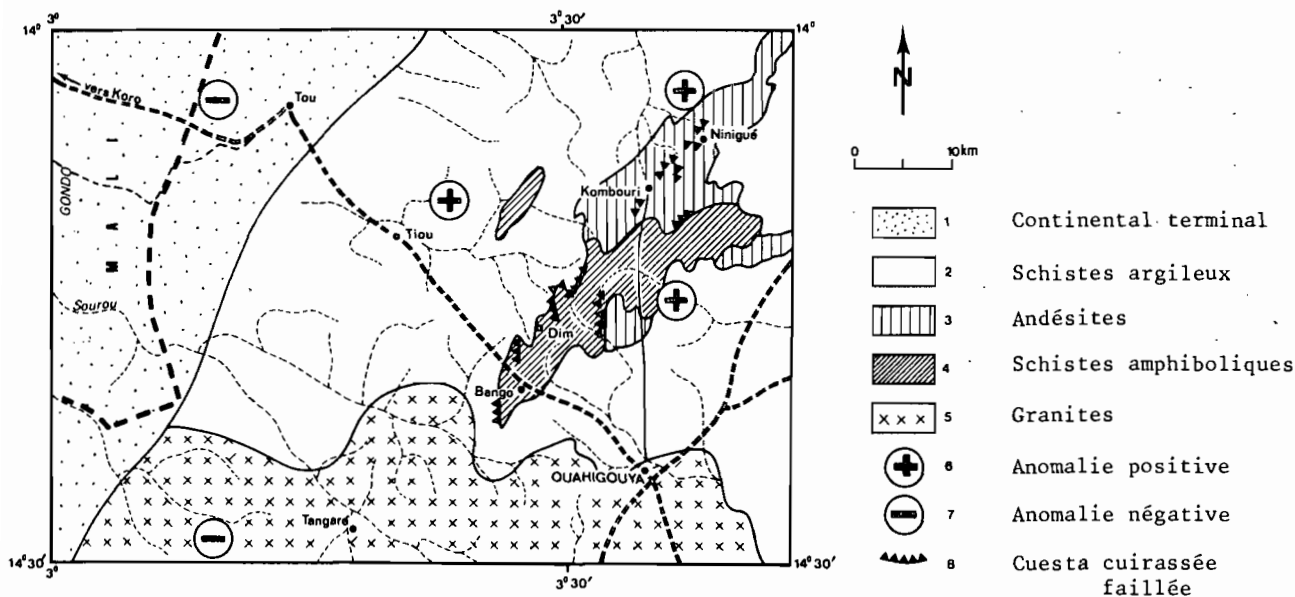 3°
3°30′
14°
14°
N
vers Koro
Tou
Ninigué
0 10km
Kombouri
GONDO
MALI
Tiou
1 Continental terminal
2 Schistes argileux
Sourou
3 Andésites
Dim
4 Schistes amphiboliques
Bango
5 Granites
OUAHIGOUYA
6 Anomalie positive
Tangaré
7 Anomalie négative
14°30′
14°30′
8 Cuesta cuirassée
faillée
3°
3°30′